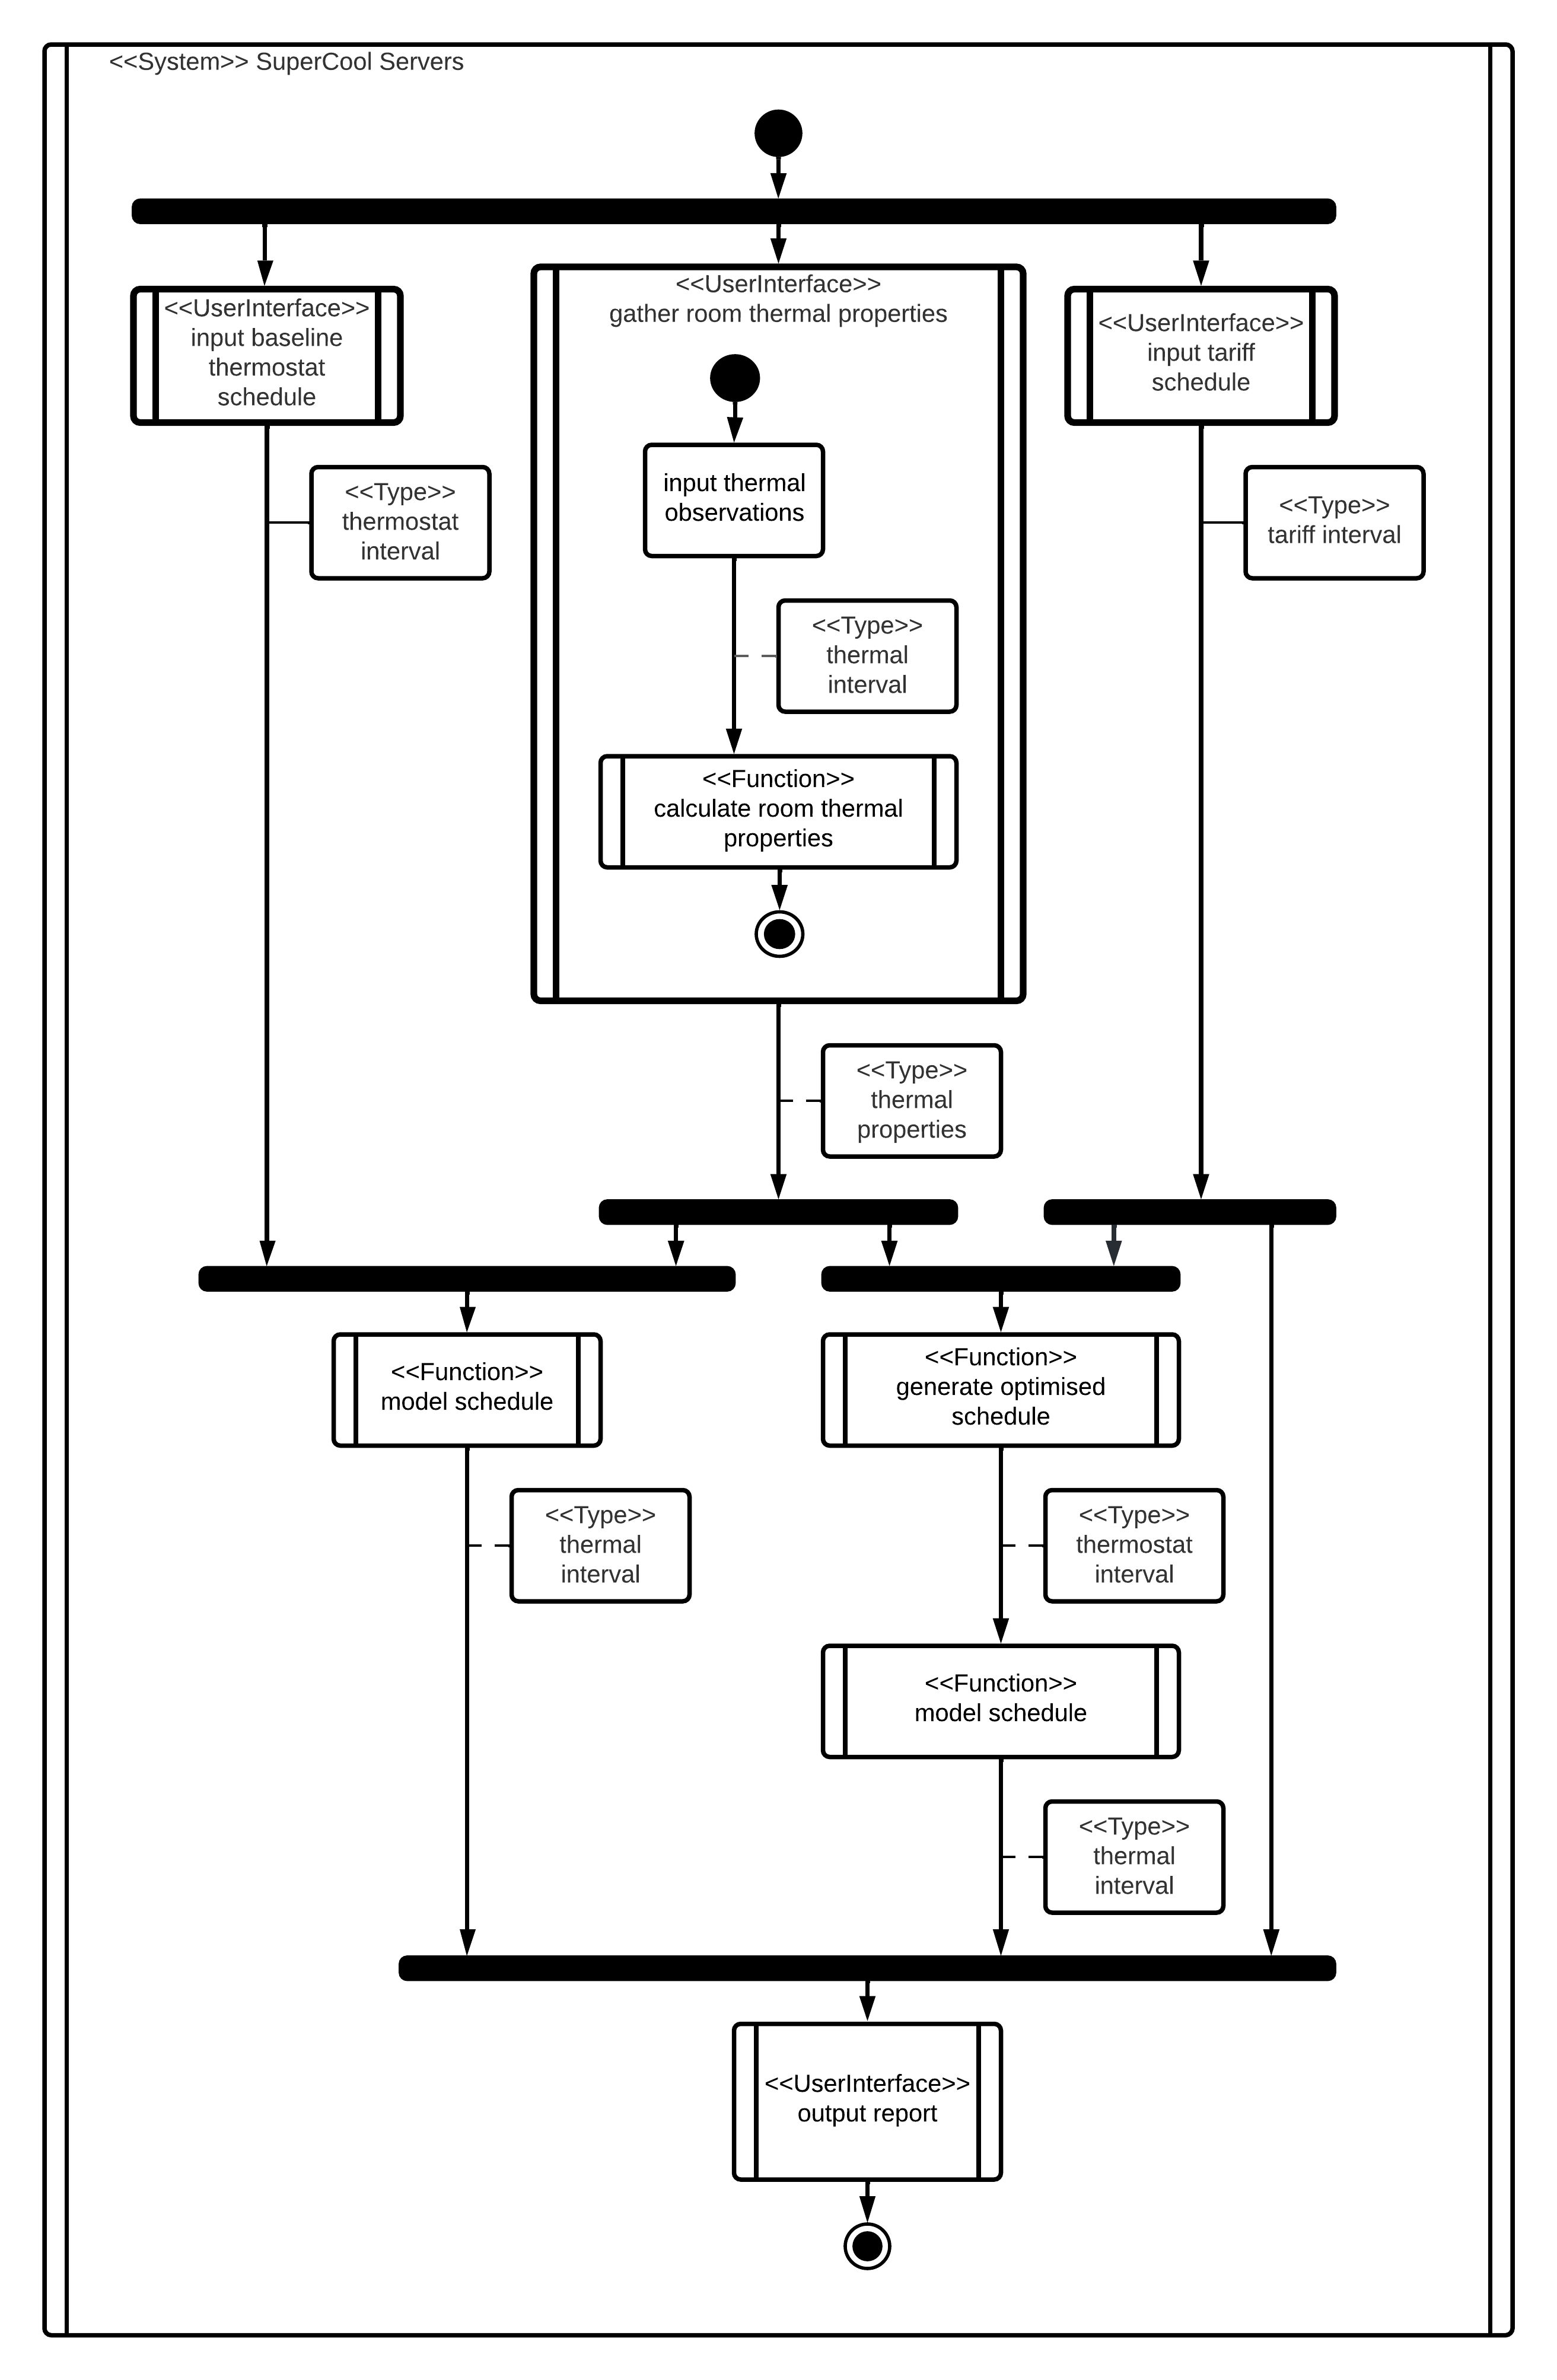 <<System>> SuperCool Servers
<<UserInterface>>
input baseline
thermostat
schedule
<<UserInterface>>
gather room thermal properties
<<UserInterface>>
input tariff
schedule
<<Type>>
thermostat
interval
input thermal
observations
<<Type>>
tariff interval
<<Type>>
thermal
interval
<<Function>>
calculate room thermal
properties
<<Type>>
thermal
properties
<<Function>>
model schedule
<<Function>>
generate optimised
schedule
<<Type>>
thermal
interval
<<Type>>
thermostat
interval
<<Function>>
model schedule
<<Type>>
thermal
interval
<<UserInterface>>
output report